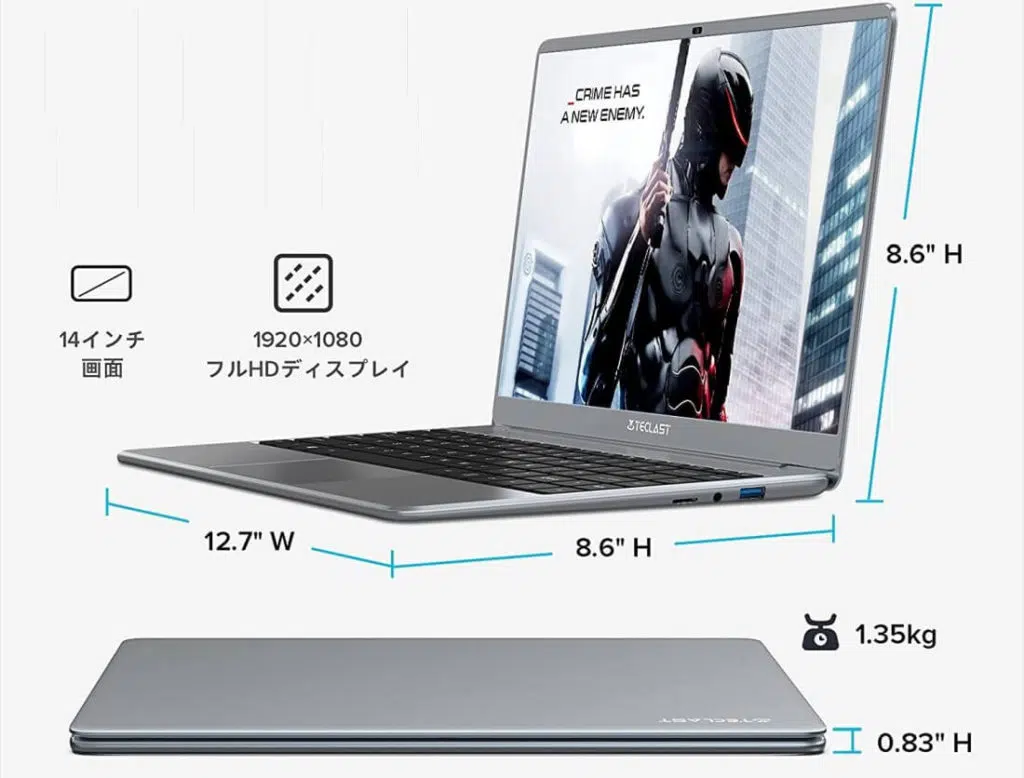 _CRIME HAS
A NEW ENEMY.
8.6" H
14インチ
画面
1920×1080
フルHDディスプレイ
TECLAST
12.7" W
8.6" H
1.35kg
TECLAST
0.83" H